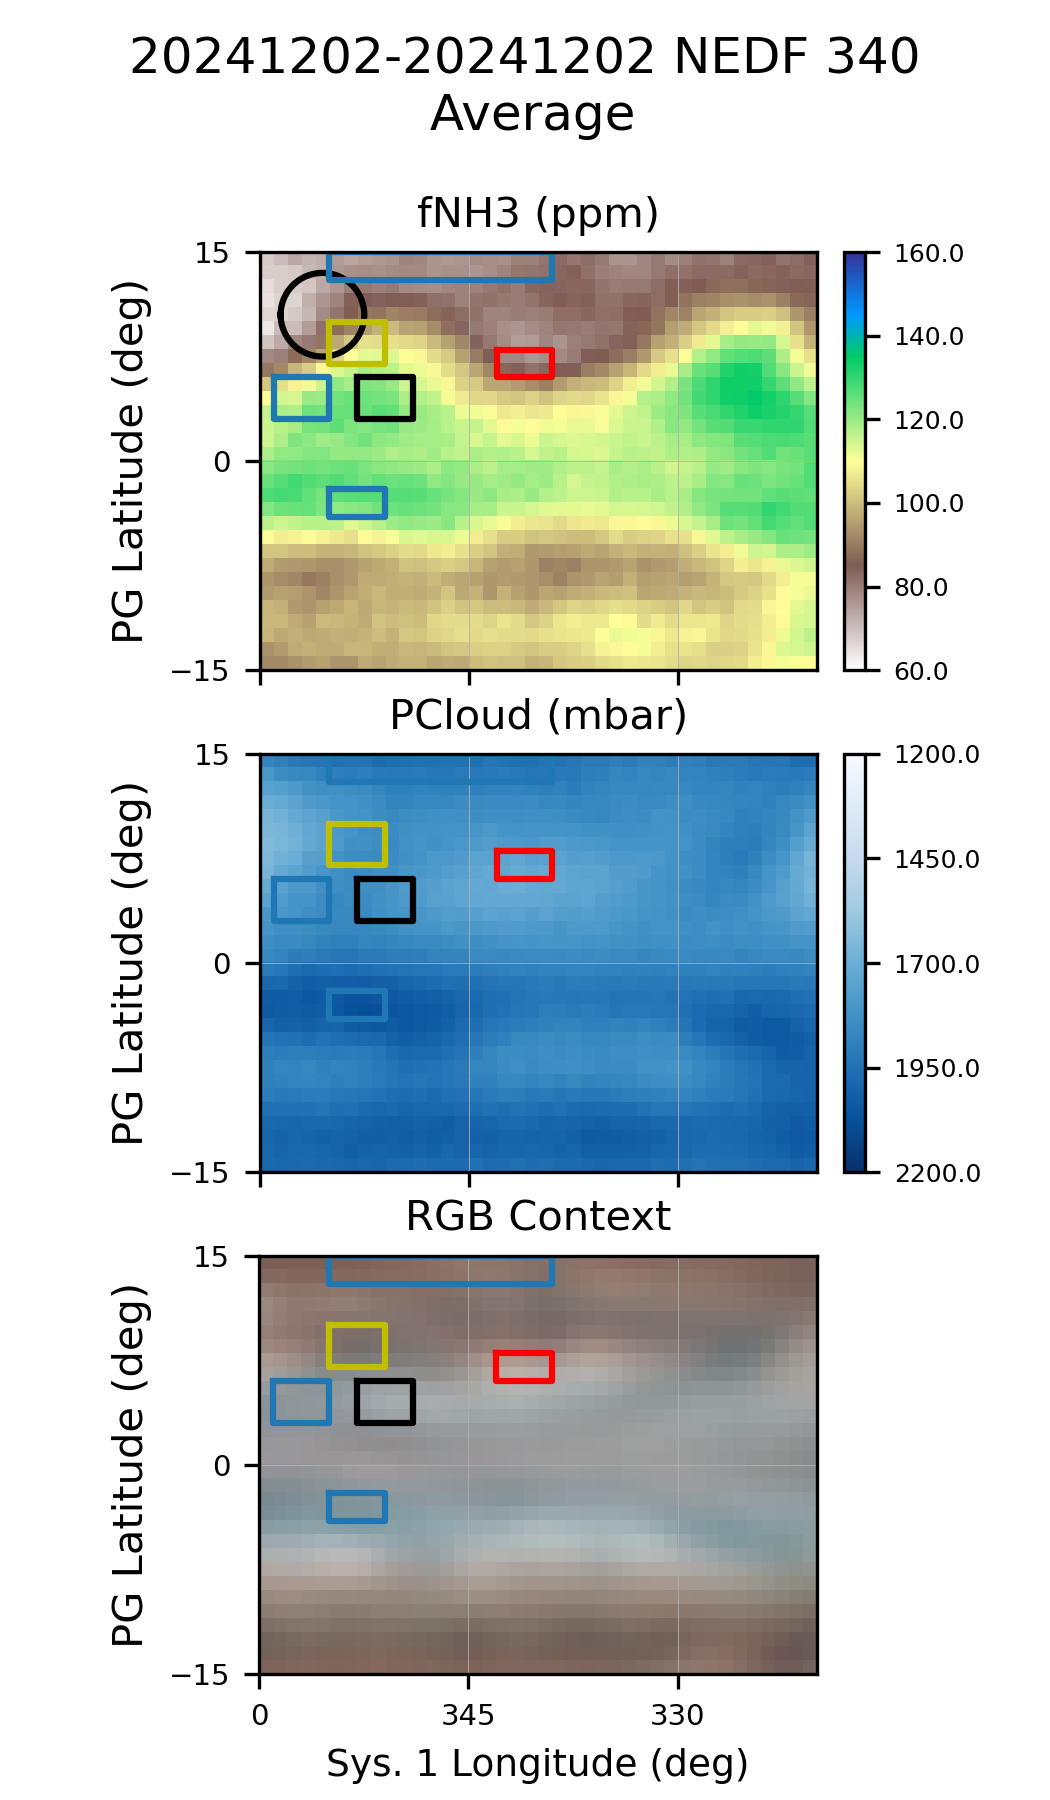 20241202-20241202 NEDF 340
Average
fNH3 (ppm)
PG Latitude (deg)
15
0
−15
160.0
140.0
120.0
100.0
80.0
60.0
PCloud (mbar)
PG Latitude (deg)
15
0
−15
1200.0
1450.0
1700.0
1950.0
2200.0
RGB Context
PG Latitude (deg)
15
0
−15
0 345 330
Sys. 1 Longitude (deg)